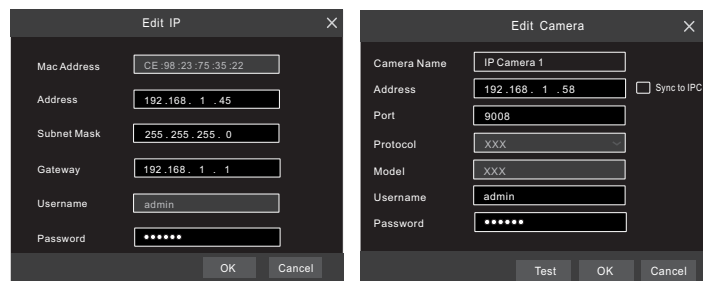 Edit IP
Mac Address CE :98 : 23 : 75 : 35 : 22
Address 192 .168 . 1 . 45
Subnet Mask 255 . 255 . 255 . 0
Gateway 192 .168 . 1 . 1
Username admin
Password ••••••
OK Cancel
Edit Camera
Camera Name IP Camera 1
Address 192 .168 . 1 . 58 Sync to IPC
Port 9008
Protocol XXX
Model XXX
Username admin
Password ••••••
Test OK Cancel